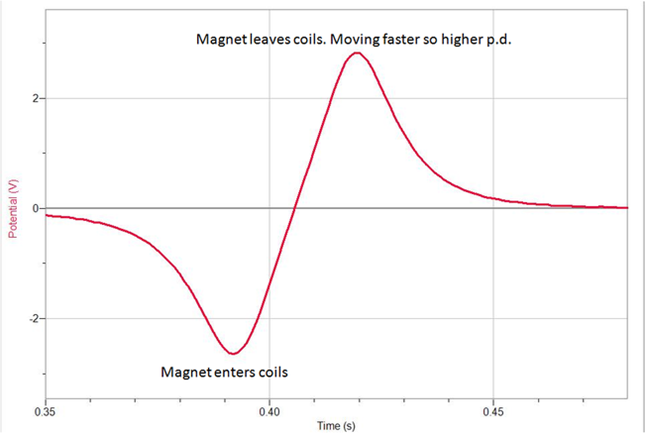 Magnet leaves coils. Moving faster so higher p.d.
2
Potential (V)
0
-2
Magnet enters coils
0.35
0.40
0.45
Time (s)